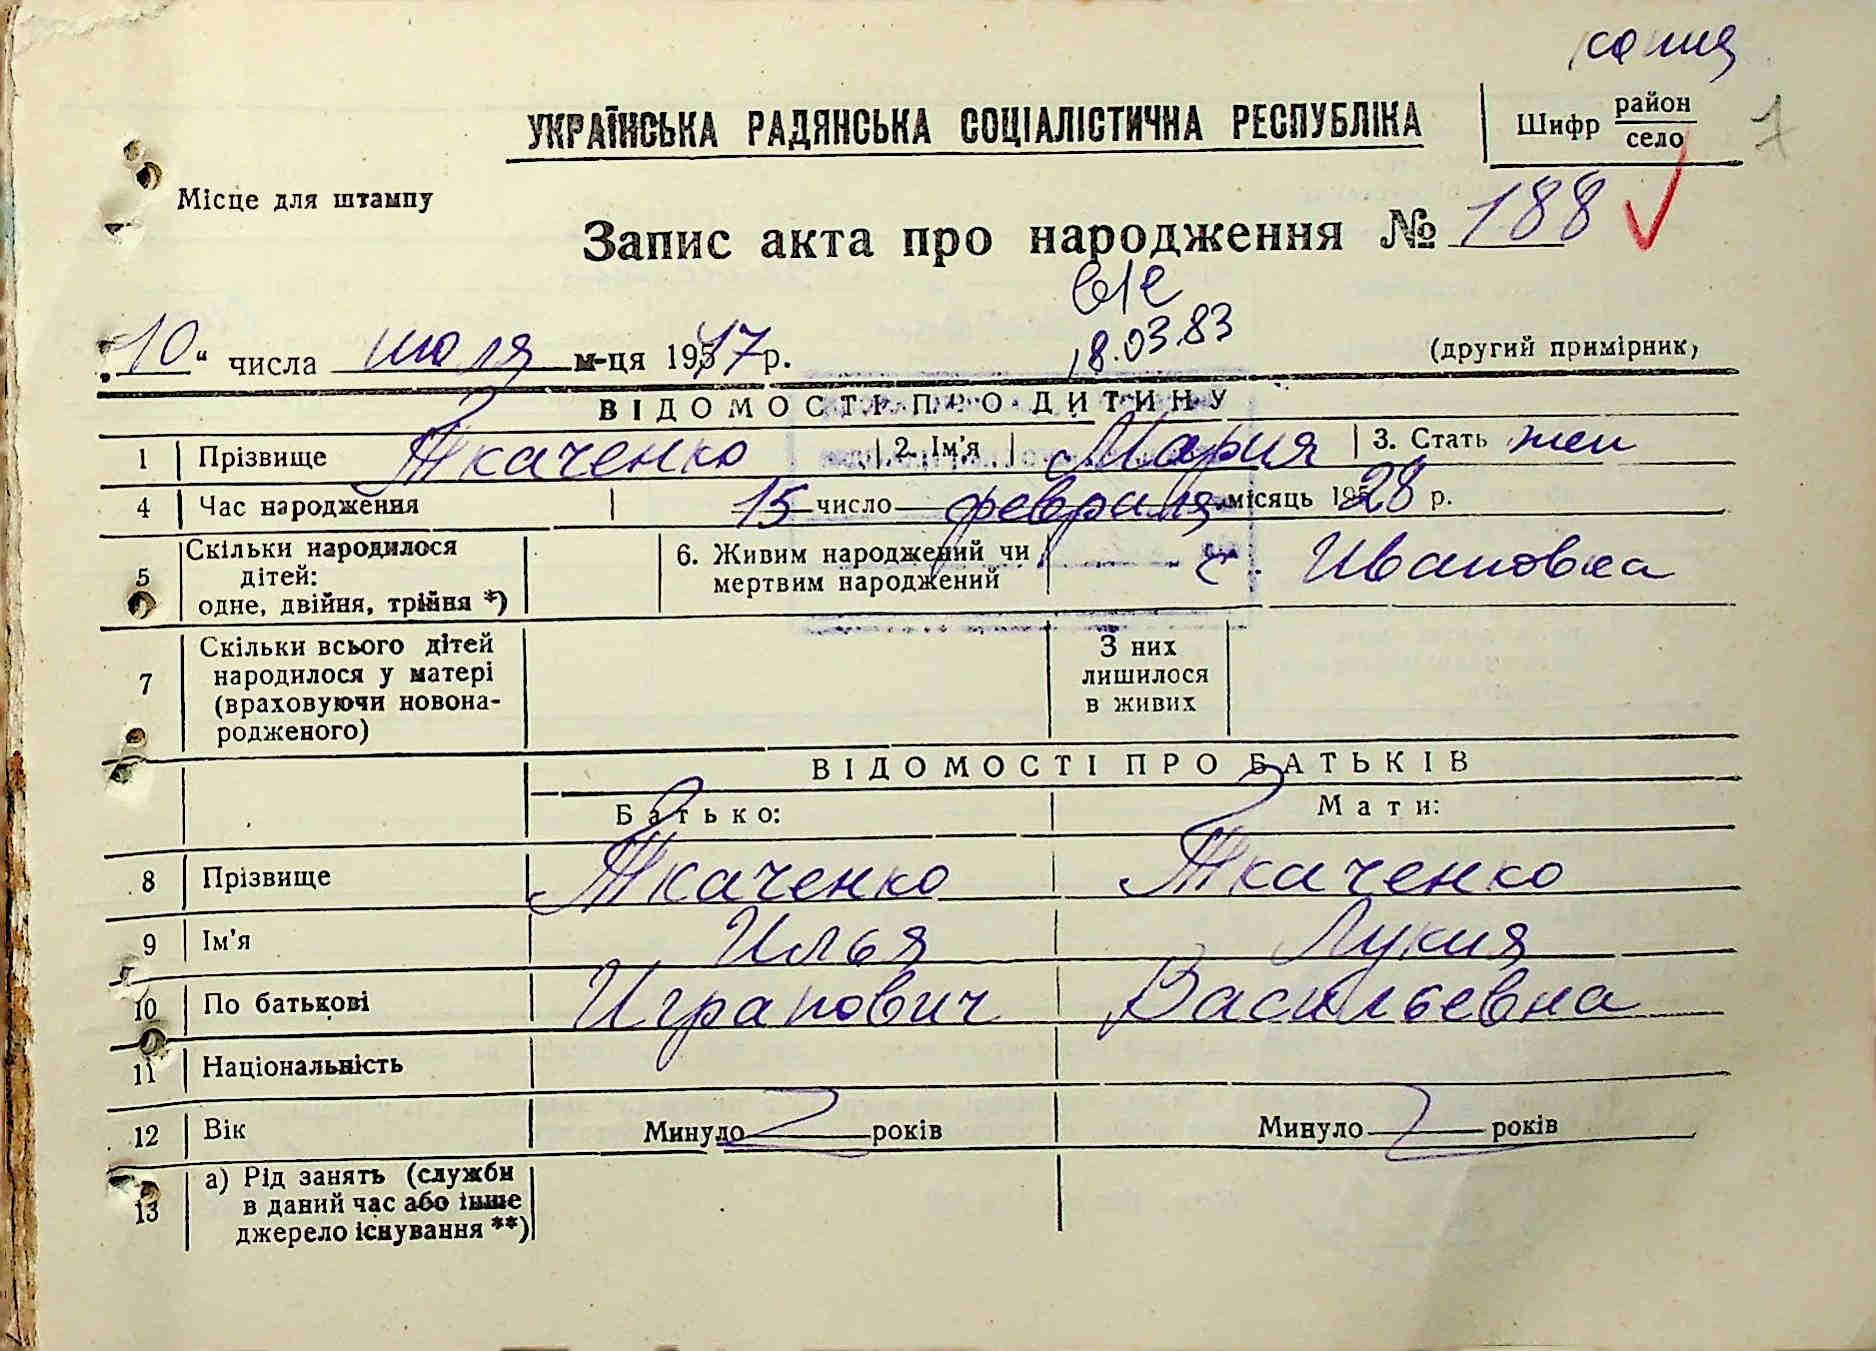 копия
УКРАЇНСЬКА РАДЯНСЬКА СОЦІАЛІСТИЧНА РЕСПУБЛІКА
Шифр район
село
Місце для штампу
Запис акта про народження № 188
18.03.83
„10“ числа июля м-ця 1947 р. (другий примірник)
ВІДОМОСТІ ПРО ДИТИНУ
1 Прізвище Ткаченко 2. Ім'я Мария 3. Стать жен
4 Час народження 15 число февраля місяць 1928 р.
5 Скільки народилося дітей: одне, двійня, трійня *) 6. Живим народжений чи мертвим народжений с. Ивановка
7 Скільки всього дітей народилося у матері (враховуючи новона-родженого) З них лишилося в живих
ВІДОМОСТІ ПРО БАТЬКІВ
Батько: Мати:
8 Прізвище Ткаченко Ткаченко
9 Ім'я Илья Лукия
10 По батькові Играпович Васильевна
11 Національність
12 Вік Минуло років Минуло років
13 а) Рід занять (служби в даний час або інше джерело існування **)